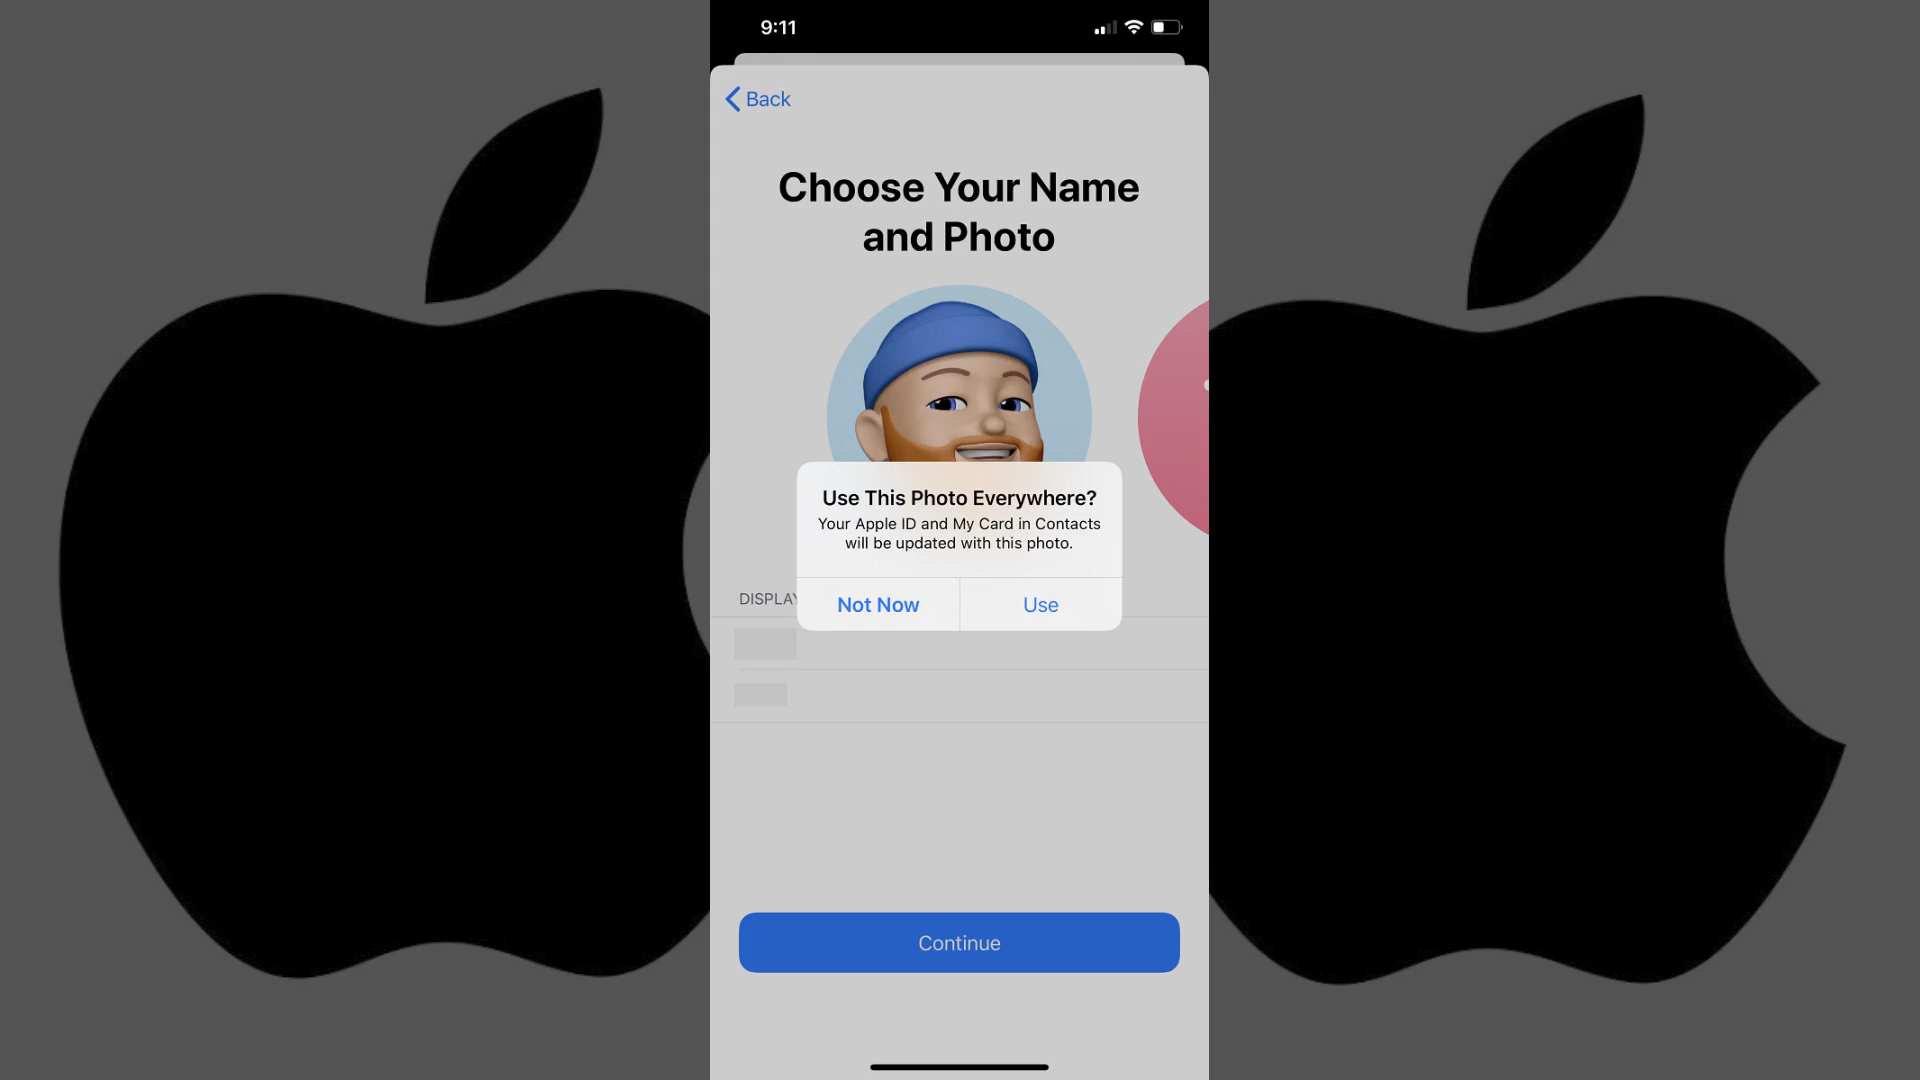 9:11
Back
Choose Your Name
and Photo
Use This Photo Everywhere?
Your Apple ID and My Card in Contacts
will be updated with this photo.
DISPLAY
Not Now
Use
Continue